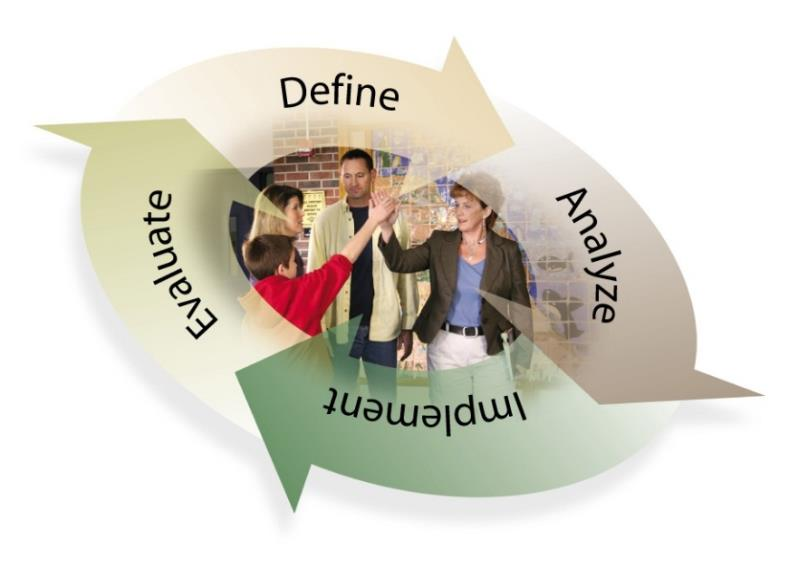 Define
Analyze
Implement
Evaluate